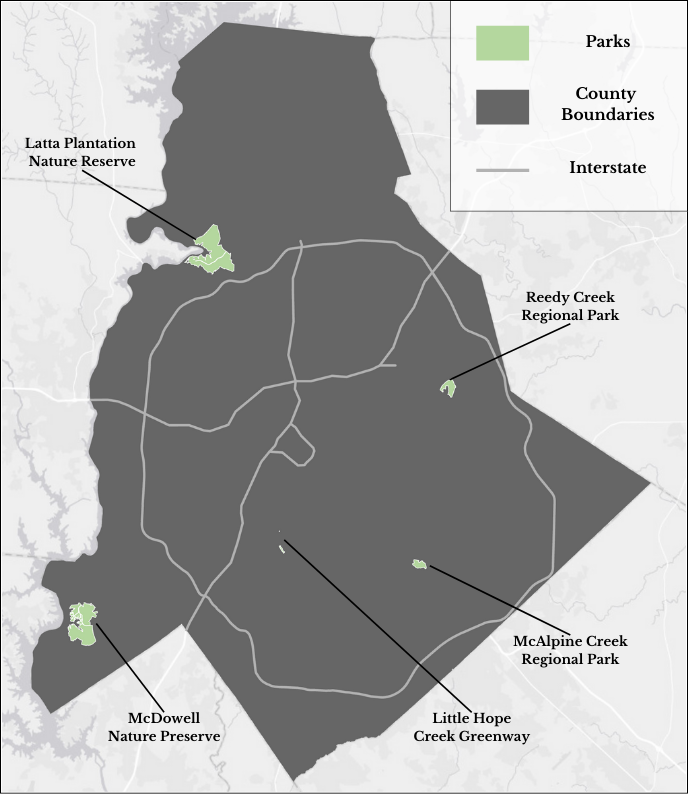 Parks
County
Boundaries
Interstate
Latta Plantation
Nature Reserve
Reedy Creek
Regional Park
McAlpine Creek
Regional Park
McDowell
Nature Preserve
Little Hope
Creek Greenway